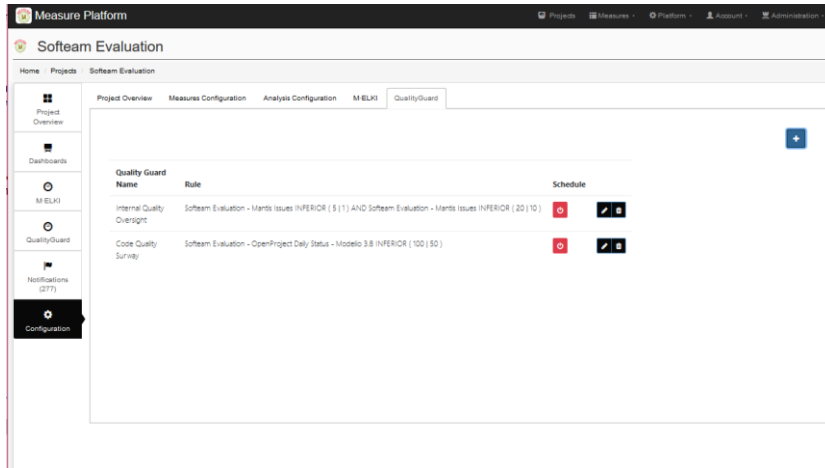 Measure Platform
Projects Measures Platform Account Administration
Softeam Evaluation
Home / Projects / Softeam Evaluation
Project Overview
Dashboards
M-ELKI
QualityGuard
Notifications (277)
Configuration
Project Overview Measures Configuration Analysis Configuration M-ELKI QualityGuard
+
Quality Guard Name Rule Schedule
Internal Quality Oversight Softeam Evaluation - Mantis Issues INFERIOR ( 5 | 1 ) AND Softeam Evaluation - Mantis Issues INFERIOR ( 20 | 10 )
Code Quality Surway Softeam Evaluation - OpenProject Daily Status - Modelio 3.8 INFERIOR ( 100 | 50 )